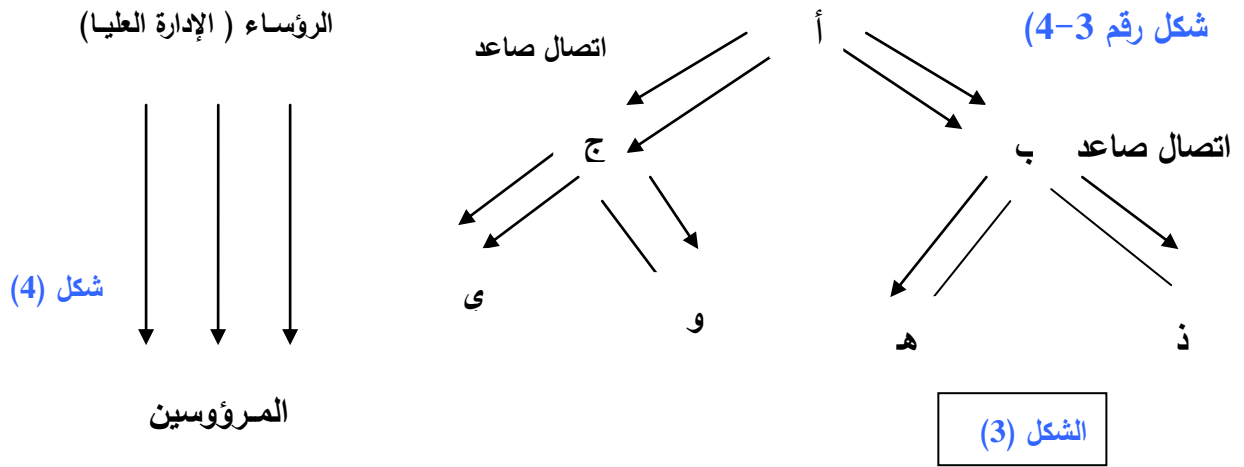 شكل رقم 3-4)
أ
الرؤساء ( الإدارة العليا)
اتصال صاعد
اتصال صاعد
ب
ج
ذ
هـ
و
ي
شكل (4)
المرؤوسين
الشكل (3)